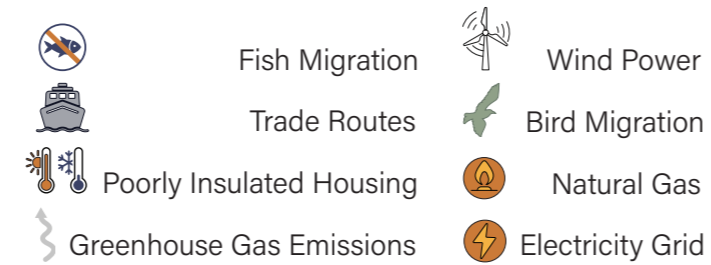 Fish Migration
Wind Power
Trade Routes
Bird Migration
Poorly Insulated Housing
Natural Gas
Greenhouse Gas Emissions
Electricity Grid